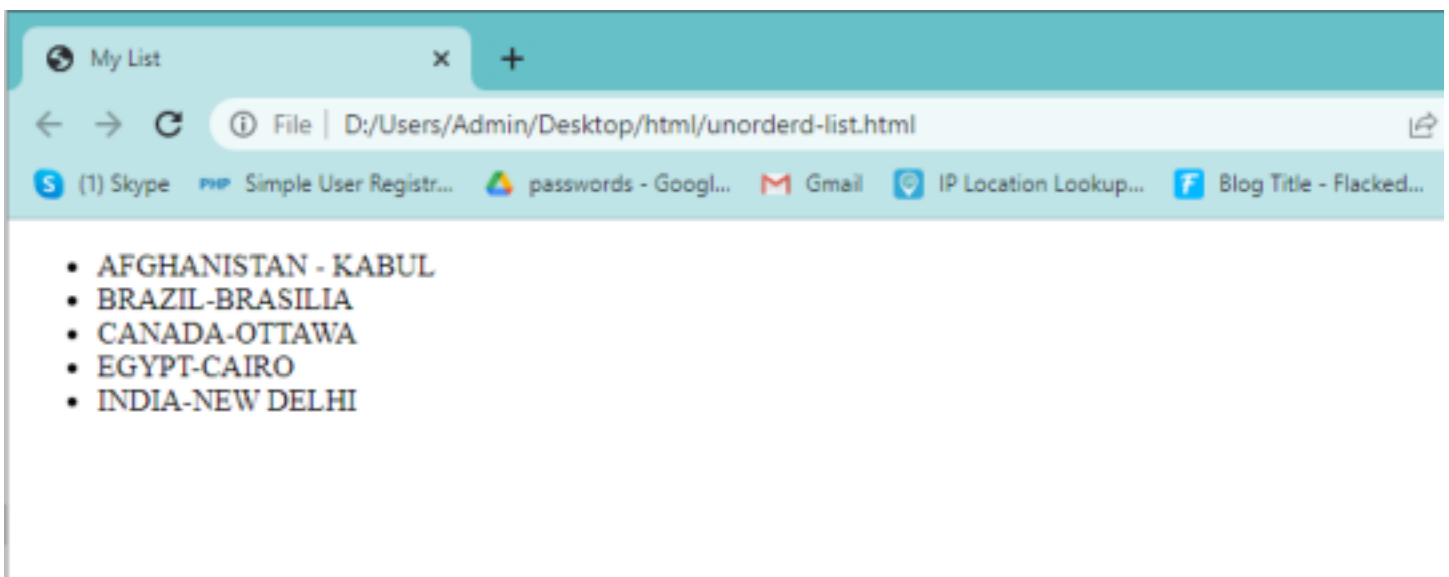 My List
File | D:/Users/Admin/Desktop/html/unorderd-list.html
(1) Skype PHP Simple User Registr... passwords - Googl... Gmail IP Location Lookup... Blog Title - Flacked...
• AFGHANISTAN - KABUL
• BRAZIL-BRASILIA
• CANADA-OTTAWA
• EGYPT-CAIRO
• INDIA-NEW DELHI